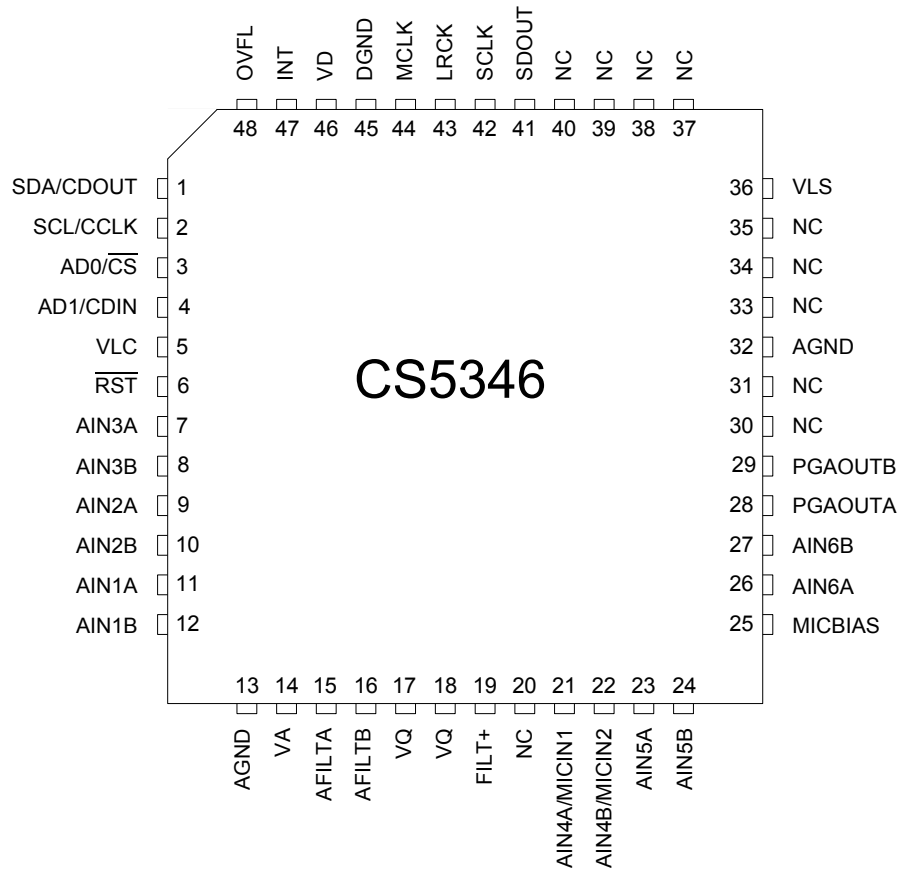 OVFL
INT
VD
DGND
MCLK
LRCK
SCLK
SDOUT
NC
NC
NC
NC
48 47 46 45 44 43 42 41 40 39 38 37
SDA/CDOUT 1
SCL/CCLK 2
AD0/C̅S̅ 3
AD1/CDIN 4
VLC 5
R̅S̅T̅ 6
AIN3A 7
AIN3B 8
AIN2A 9
AIN2B 10
AIN1A 11
AIN1B 12
CS5346
36 VLS
35 NC
34 NC
33 NC
32 AGND
31 NC
30 NC
29 PGAOUTB
28 PGAOUTA
27 AIN6B
26 AIN6A
25 MICBIAS
13 14 15 16 17 18 19 20 21 22 23 24
AGND
VA
AFILTA
AFILTB
VQ
VQ
FILT+
NC
AIN4A/MICIN1
AIN4B/MICIN2
AIN5A
AIN5B